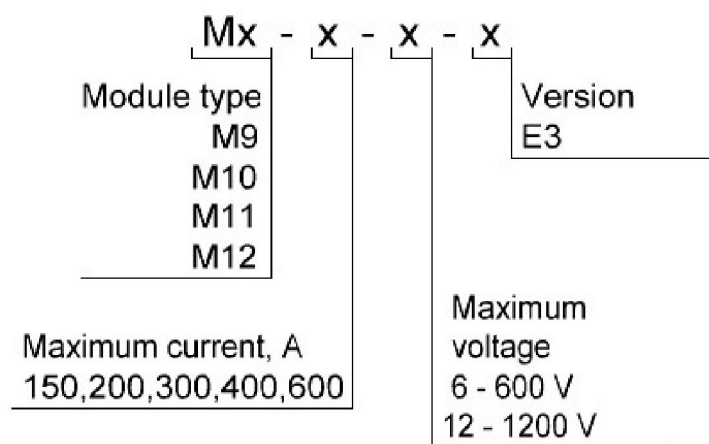 Mx - x - x - x
Module type
M9
M10
M11
M12
Version
E3
Maximum current, A
150,200,300,400,600
Maximum
voltage
6 - 600 V
12 - 1200 V